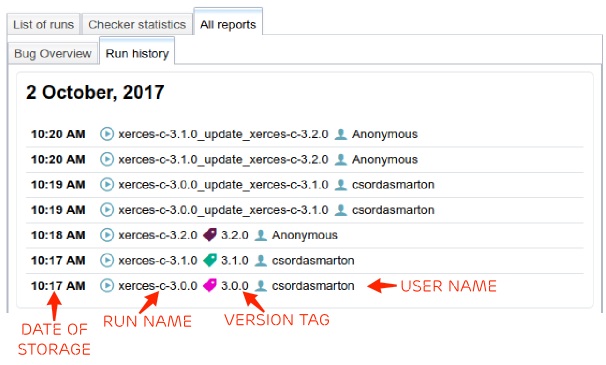 List of runs Checker statistics All reports
Bug Overview Run history
2 October, 2017
10:20 AM xerces-c-3.1.0_update_xerces-c-3.2.0 Anonymous
10:20 AM xerces-c-3.1.0_update_xerces-c-3.2.0 Anonymous
10:19 AM xerces-c-3.0.0_update_xerces-c-3.1.0 csordasmarton
10:19 AM xerces-c-3.0.0_update_xerces-c-3.1.0 csordasmarton
10:18 AM xerces-c-3.2.0 3.2.0 Anonymous
10:17 AM xerces-c-3.1.0 3.1.0 csordasmarton
10:17 AM xerces-c-3.0.0 3.0.0 csordasmarton
USER NAME
DATE OF
STORAGE
RUN NAME
VERSION TAG